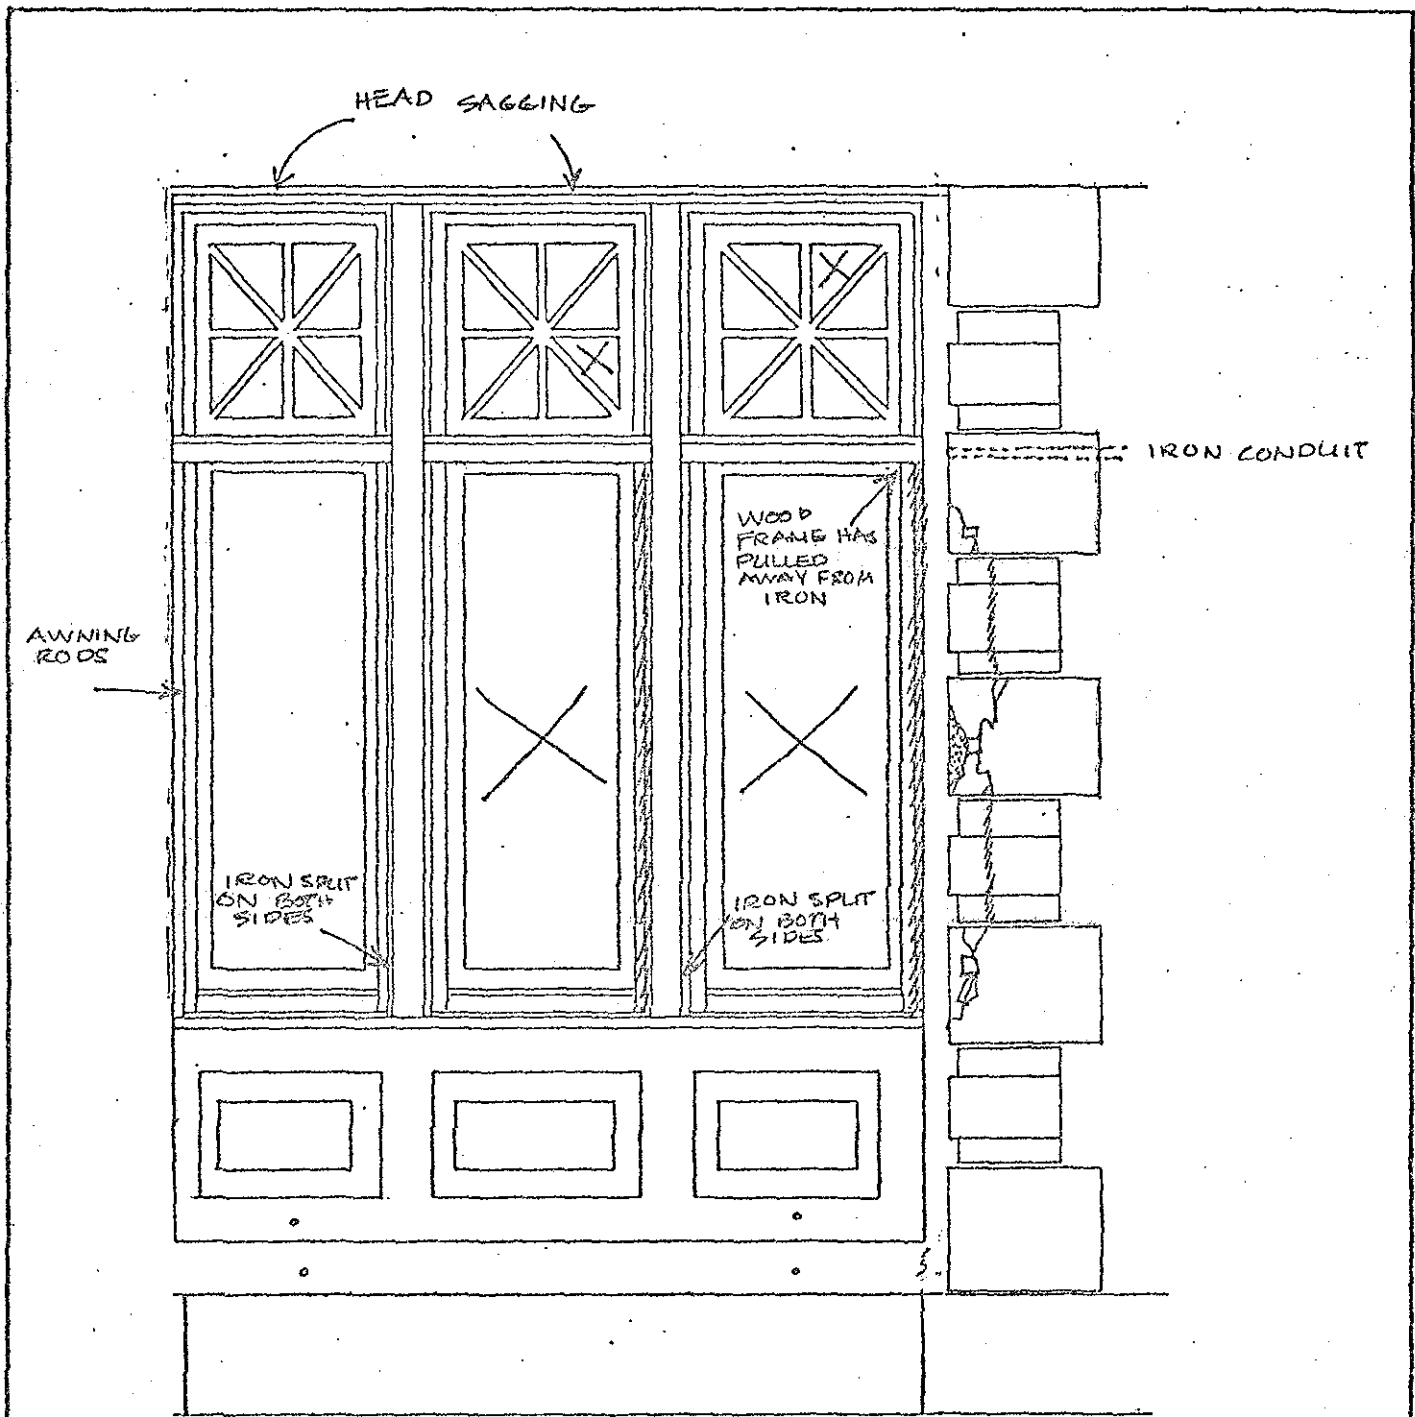 HEAD SAGGING
IRON CONDUIT
WOOD
FRAME HAS
PULLED
AWAY FROM
IRON
AWNING
RODS
IRON SPLIT
ON BOTH
SIDES
IRON SPLIT
ON BOTH
SIDES